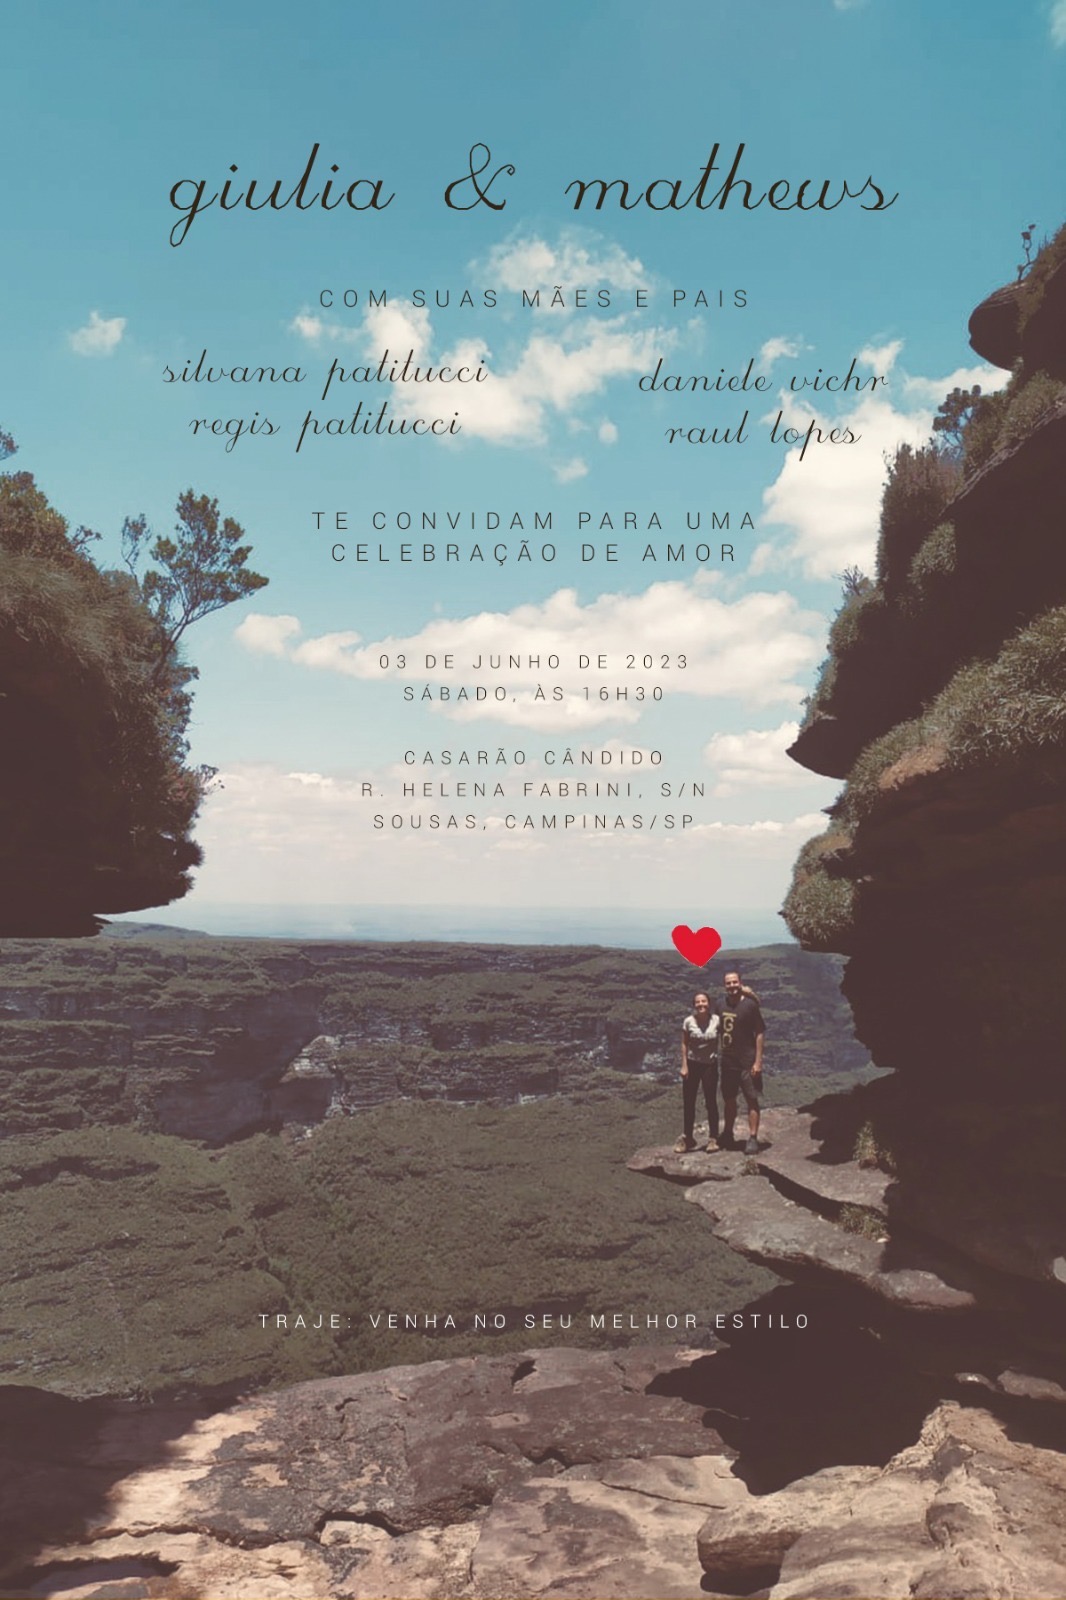 giulia & mathews
COM SUAS MÃES E PAIS
silvana patitucci
regis patitucci
daniele vichr
raul lopes
TE CONVIDAM PARA UMA
CELEBRAÇÃO DE AMOR
03 DE JUNHO DE 2023
SÁBADO, ÀS 16H30
CASARÃO CÂNDIDO
R. HELENA FABRINI, S/N
SOUSAS, CAMPINAS/SP
TRAJE: VENHA NO SEU MELHOR ESTILO